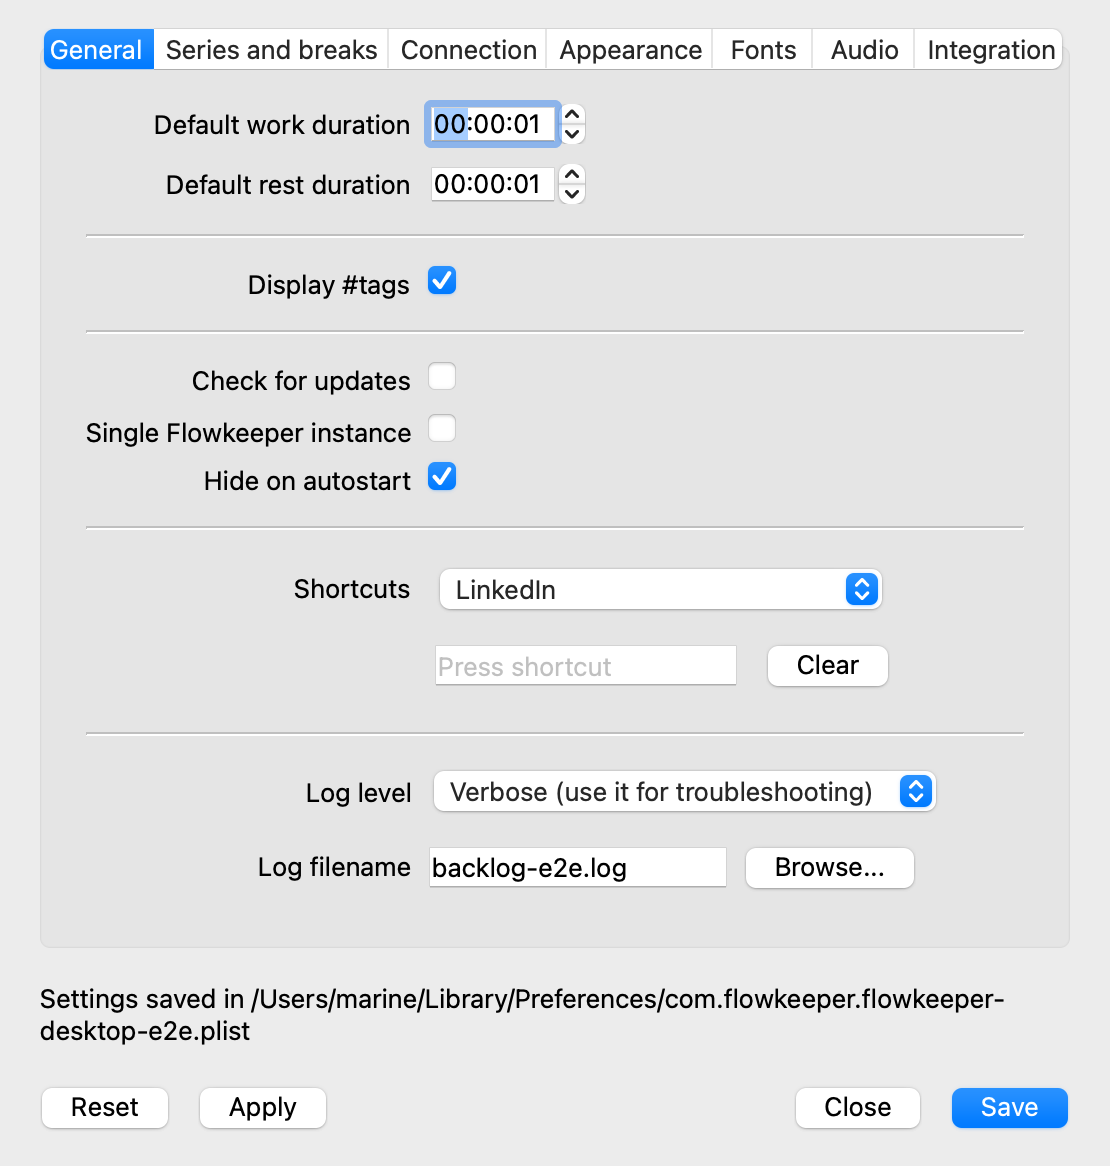 General Series and breaks Connection Appearance Fonts Audio Integration
Default work duration 00:00:01
Default rest duration 00:00:01
Display #tags
Check for updates
Single Flowkeeper instance
Hide on autostart
Shortcuts LinkedIn
Press shortcut Clear
Log level Verbose (use it for troubleshooting)
Log filename backlog-e2e.log Browse...
Settings saved in /Users/marine/Library/Preferences/com.flowkeeper.flowkeeper-
desktop-e2e.plist
Reset Apply Close Save